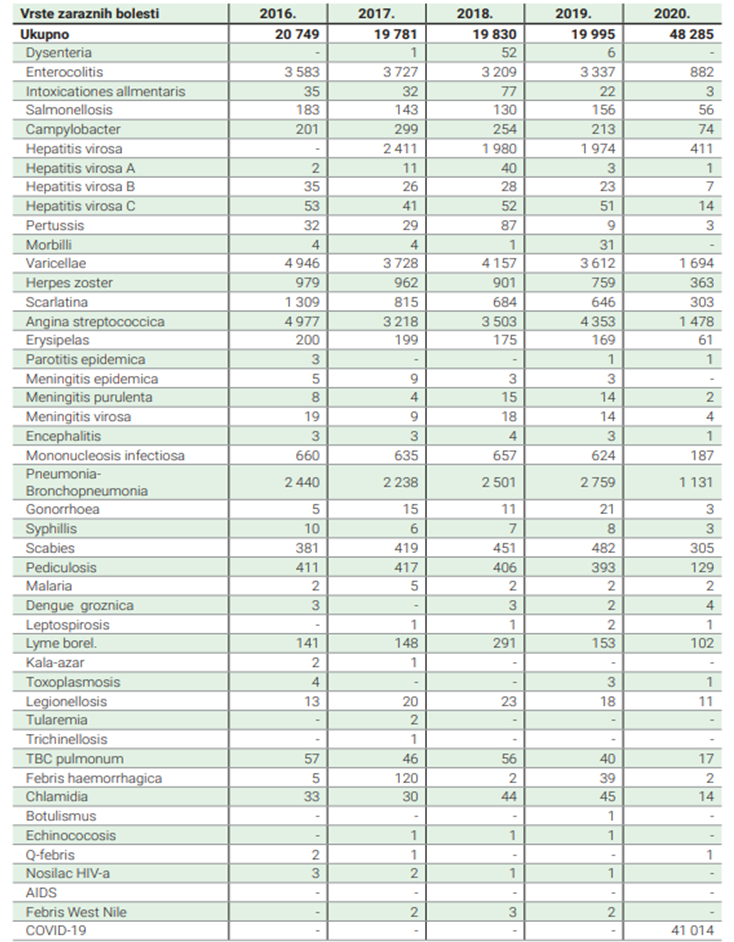 Vrste zaraznih bolesti 2016. 2017. 2018. 2019. 2020.
Ukupno 20 749 19 781 19 830 19 995 48 285
Dysenteria - 1 52 6 -
Enterocolitis 3 583 3 727 3 209 3 337 882
Intoxicationes allmentaris 35 32 77 22 3
Salmonellosis 183 143 130 156 56
Campylobacter 201 299 254 213 74
Hepatitis virosa - 2 411 1 980 1 974 411
Hepatitis virosa A 2 11 40 3 1
Hepatitis virosa B 35 26 28 23 7
Hepatitis virosa C 53 41 52 51 14
Pertussis 32 29 87 9 3
Morbilli 4 4 1 31 -
Varicellae 4 946 3 728 4 157 3 612 1 694
Herpes zoster 979 962 901 759 363
Scarlatina 1 309 815 684 646 303
Angina streptococcica 4 977 3 218 3 503 4 353 1 478
Erysipelas 200 199 175 169 61
Parotitis epidemica 3 - - 1 1
Meningitis epidemica 5 9 3 3 -
Meningitis purulenta 8 4 15 14 2
Meningitis virosa 19 9 18 14 4
Encephalitis 3 3 4 3 1
Mononucleosis infectiosa 660 635 657 624 187
Pneumonia-
Bronchopneumonia 2 440 2 238 2 501 2 759 1 131
Gonorrhoea 5 15 11 21 3
Syphillis 10 6 7 8 3
Scabies 381 419 451 482 305
Pediculosis 411 417 406 393 129
Malaria 2 5 2 2 2
Dengue groznica 3 - 3 2 4
Leptospirosis - 1 1 2 1
Lyme borel. 141 148 291 153 102
Kala-azar 2 1 - - -
Toxoplasmosis 4 - - 3 1
Legionellosis 13 20 23 18 11
Tularemia - 2 - - -
Trichinellosis - 1 - - -
TBC pulmonum 57 46 56 40 17
Febris haemorrhagica 5 120 2 39 2
Chlamidia 33 30 44 45 14
Botulismus - - - 1 -
Echinococosis - 1 1 1 -
Q-febris 2 1 - - 1
Nosilac HIV-a 3 2 1 1 -
AIDS - - - - -
Febris West Nile - 2 3 2 -
COVID-19 - - - - 41 014